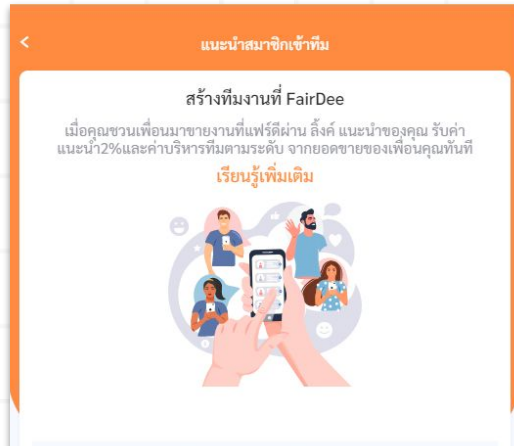 แนะนำสมาชิกเข้าทีม
สร้างทีมงานที่ FairDee
เมื่อคุณชวนเพื่อนมาขายงานที่แฟร์ดีผ่าน ลิ้งค์ แนะนำของคุณ รับค่า
แนะนำ2%และค่าบริหารทีมตามระดับ จากยอดขายของเพื่อนคุณทันที
เรียนรู้เพิ่มเติม